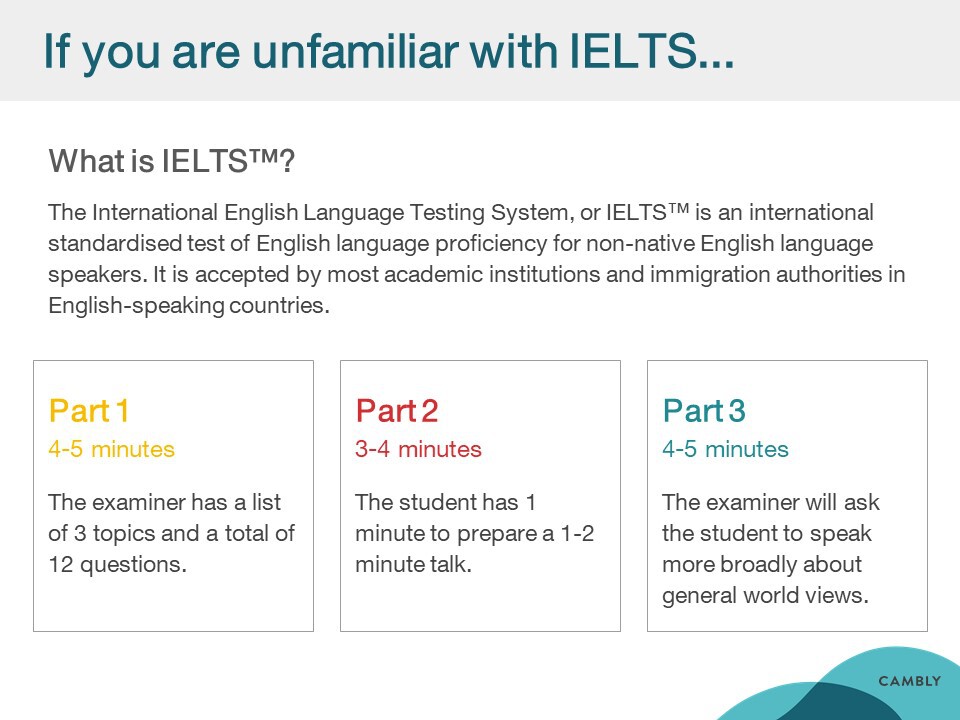 If you are unfamiliar with IELTS...
What is IELTS™?
The International English Language Testing System, or IELTS™ is an international
standardised test of English language proficiency for non-native English language
speakers. It is accepted by most academic institutions and immigration authorities in
English-speaking countries.
Part 1
4-5 minutes
The examiner has a list
of 3 topics and a total of
12 questions.
Part 2
3-4 minutes
The student has 1
minute to prepare a 1-2
minute talk.
Part 3
4-5 minutes
The examiner will ask
the student to speak
more broadly about
general world views.
CAMBLY